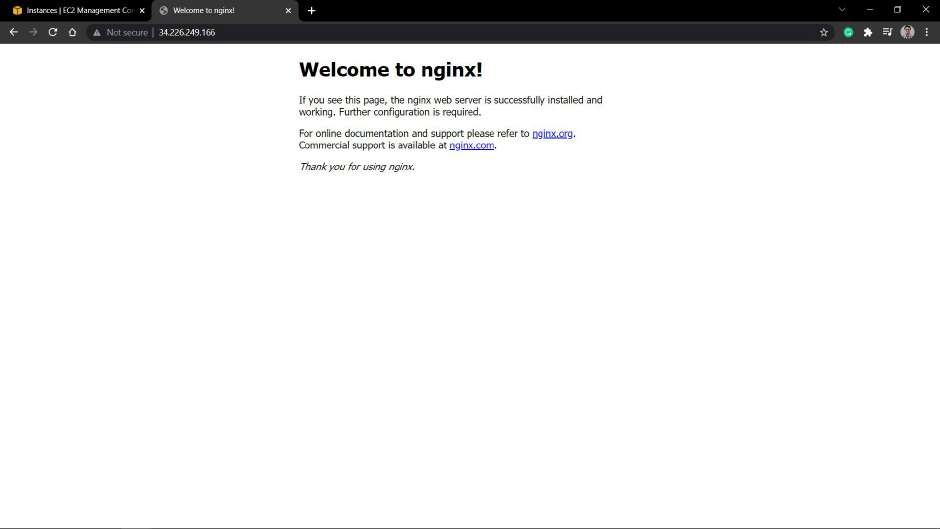 Instances | EC2 Management Co
Welcome to nginx!
Not secure
34.226.249.166
Welcome to nginx!
If you see this page, the nginx web server is successfully installed and
working. Further configuration is required.
For online documentation and support please refer to nginx.org.
Commercial support is available at nginx.com.
Thank you for using nginx.